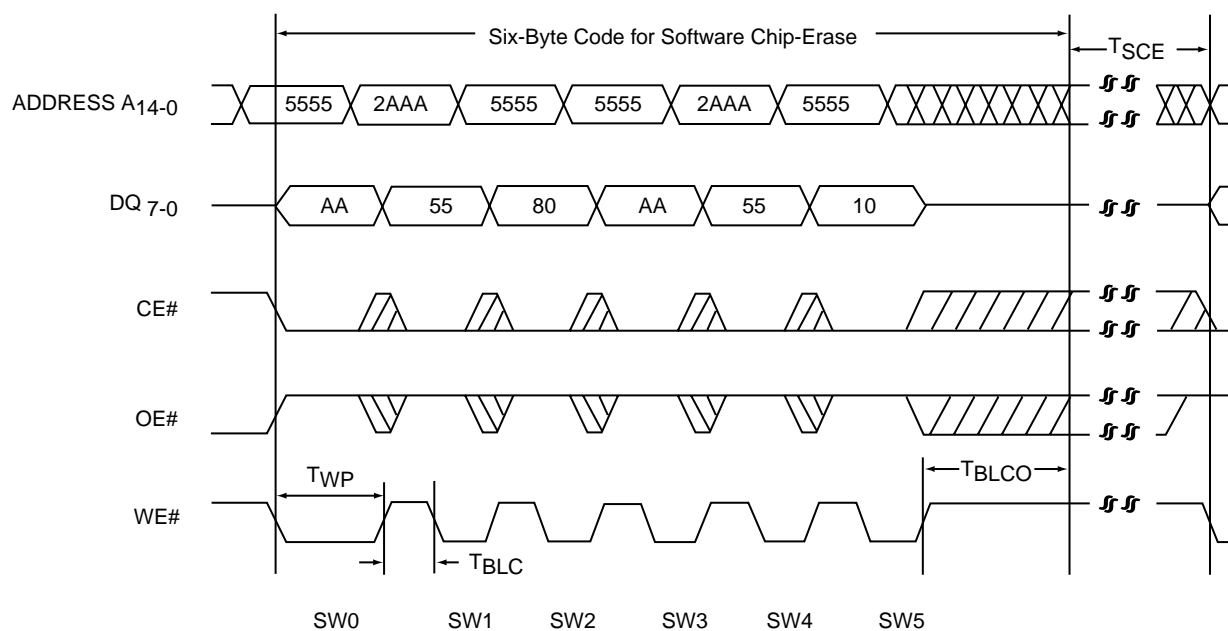 Six-Byte Code for Software Chip-Erase
TSCE
ADDRESS A14-0
5555 2AAA 5555 5555 2AAA 5555
DQ 7-0
AA 55 80 AA 55 10
CE#
OE#
TWP
TBLCO
WE#
TBLC
SW0 SW1 SW2 SW3 SW4 SW5